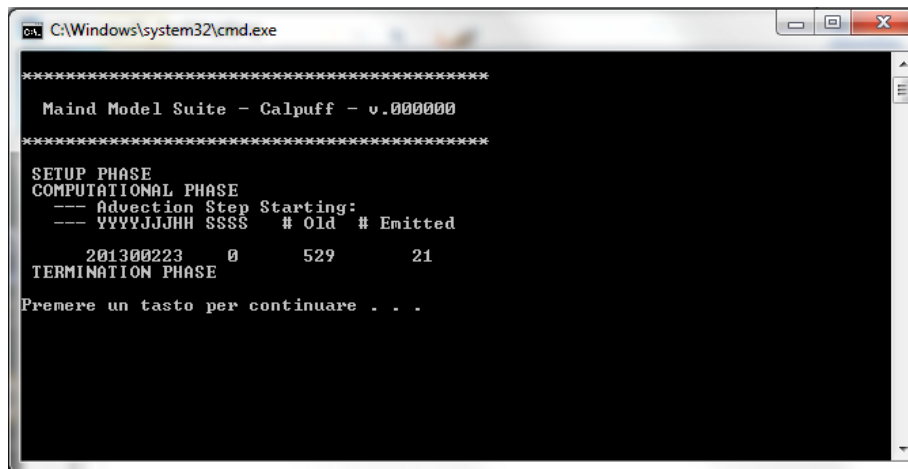 C:\Windows\system32\cmd.exe
*******************************************
Maind Model Suite - Calpuff - v.000000
*******************************************
SETUP PHASE
COMPUTATIONAL PHASE
--- Advection Step Starting:
--- YYYYJJJHH SSSS # Old # Emitted
201300223 0 529 21
TERMINATION PHASE
Premere un tasto per continuare . . .